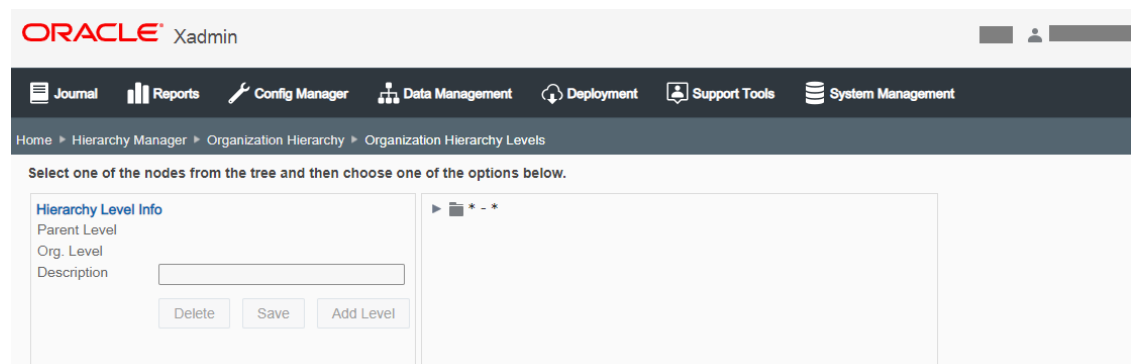 ORACLE® Xadmin
Journal Reports Config Manager Data Management Deployment Support Tools System Management
Home ▶ Hierarchy Manager ▶ Organization Hierarchy ▶ Organization Hierarchy Levels
Select one of the nodes from the tree and then choose one of the options below.
Hierarchy Level Info
Parent Level
Org. Level
Description
Delete Save Add Level
▶ * - *